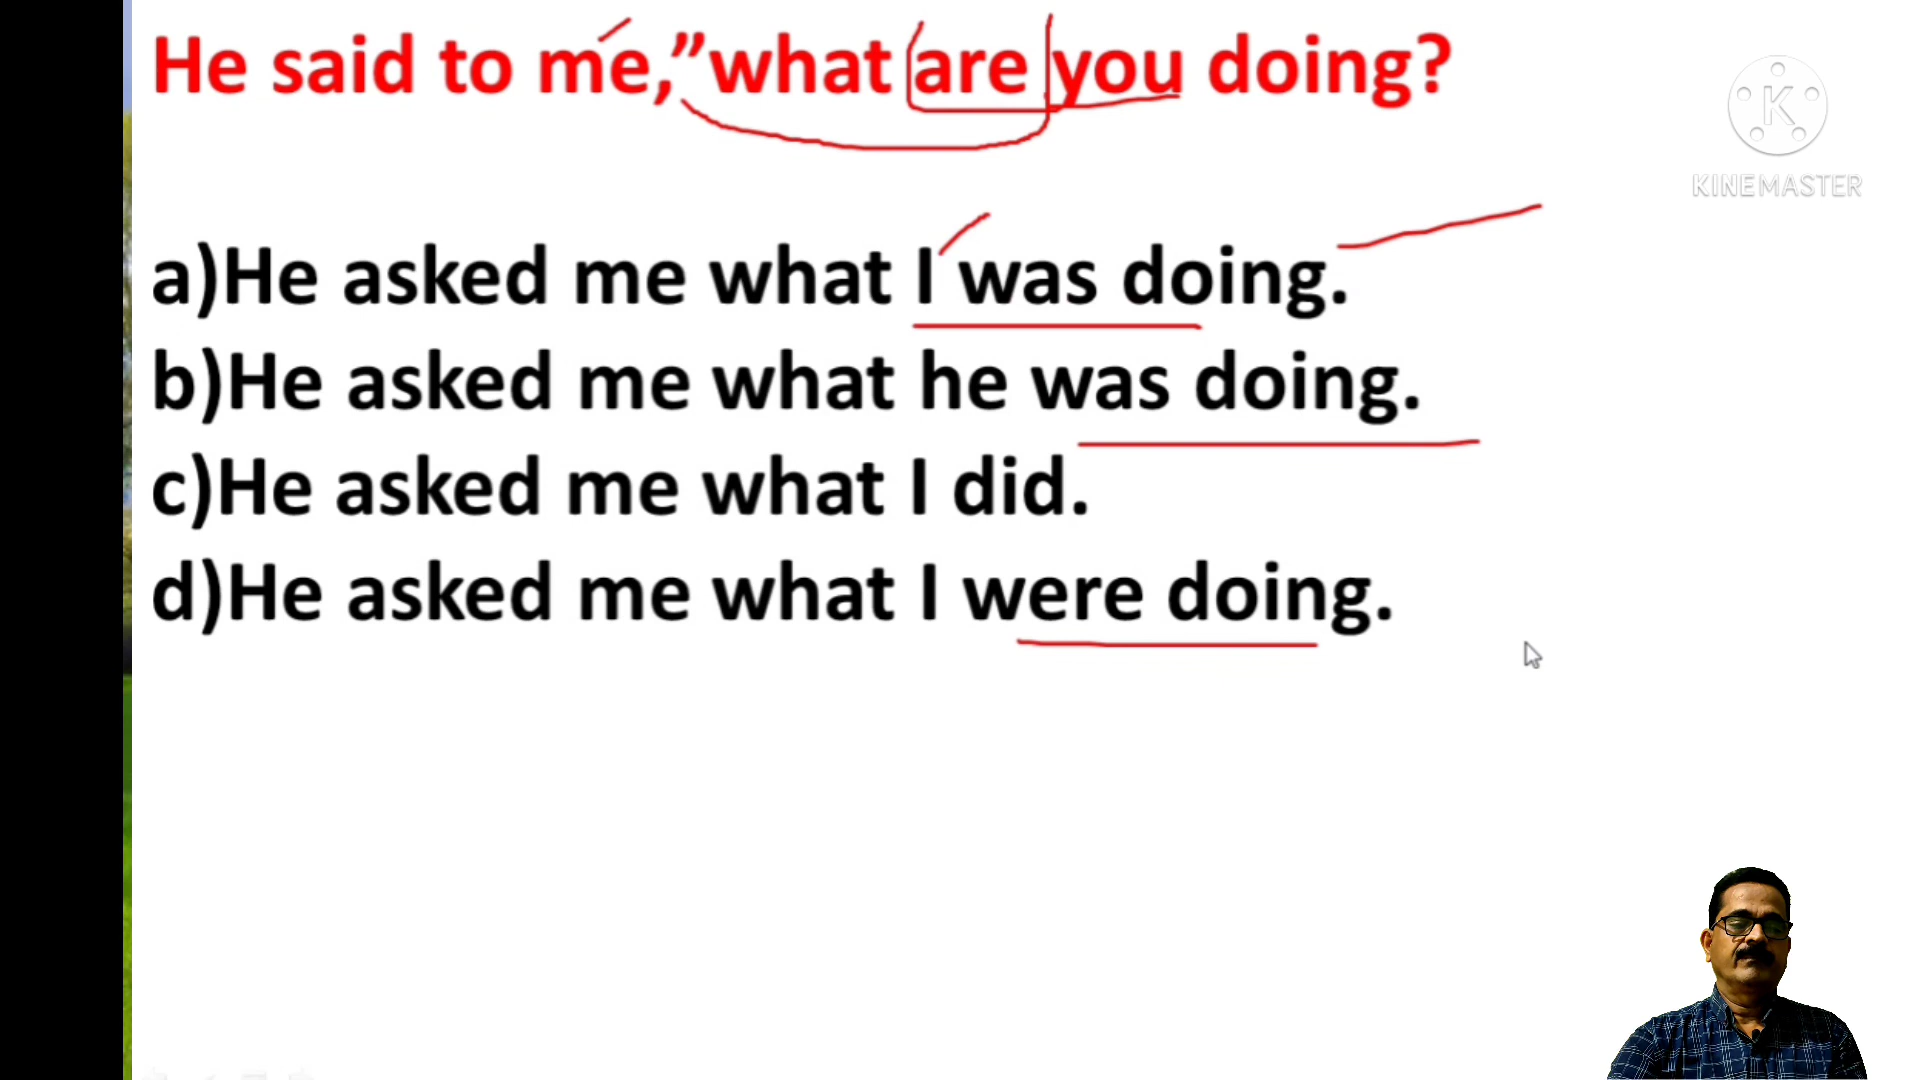 He said to me,”what are you doing?
KINEMASTER
a)He asked me what I was doing.
b)He asked me what he was doing.
c)He asked me what I did.
d)He asked me what I were doing.